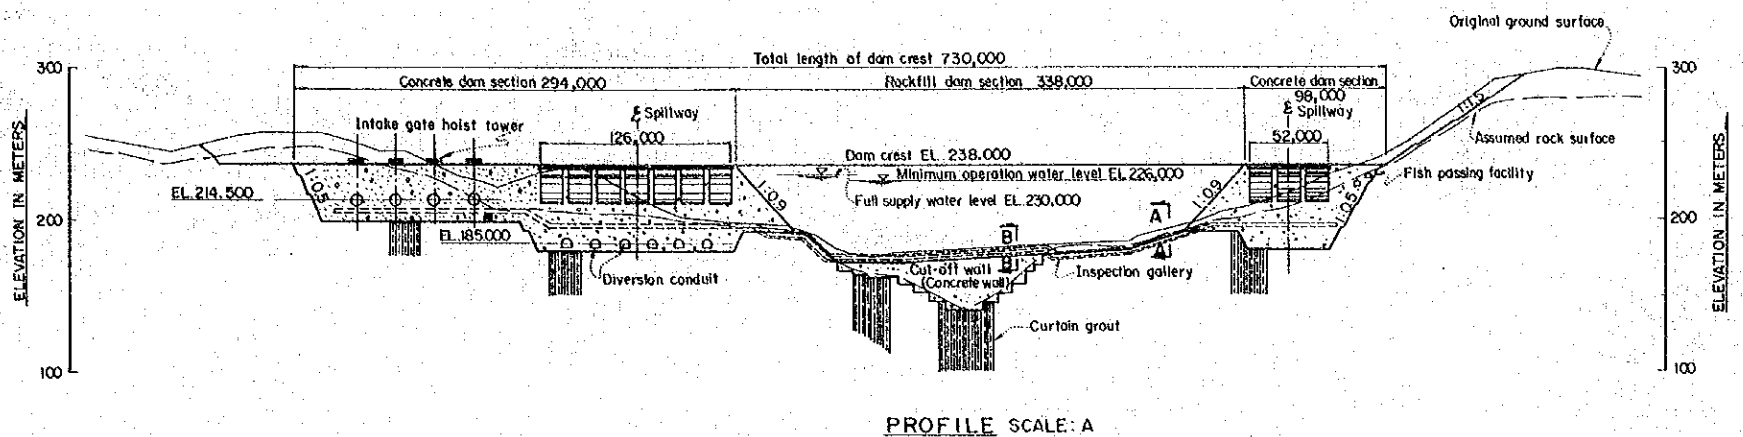 Original ground surface
Total length of dam crest 730,000
300
300
Concrete dam section 294,000
Rockfill dam section 338,000
Concrete dam section
98,000
℄ Spillway
℄ Spillway
1:1.5
Intake gate hoist tower
126,000
52,000
Assumed rock surface
Dam crest EL. 238.000
Minimum operation water level EL.226,000
Fish passing facility
EL.214.500
Full supply water level EL.230,000
1:0.5
1:0.9
1:0.9
A
200
200
EL.185.000
B
A
B
Cut-off wall
(Concrete wall)
Inspection gallery
Diversion conduit
Curtain grout
100
100
ELEVATION IN METERS
ELEVATION IN METERS
PROFILE SCALE: A